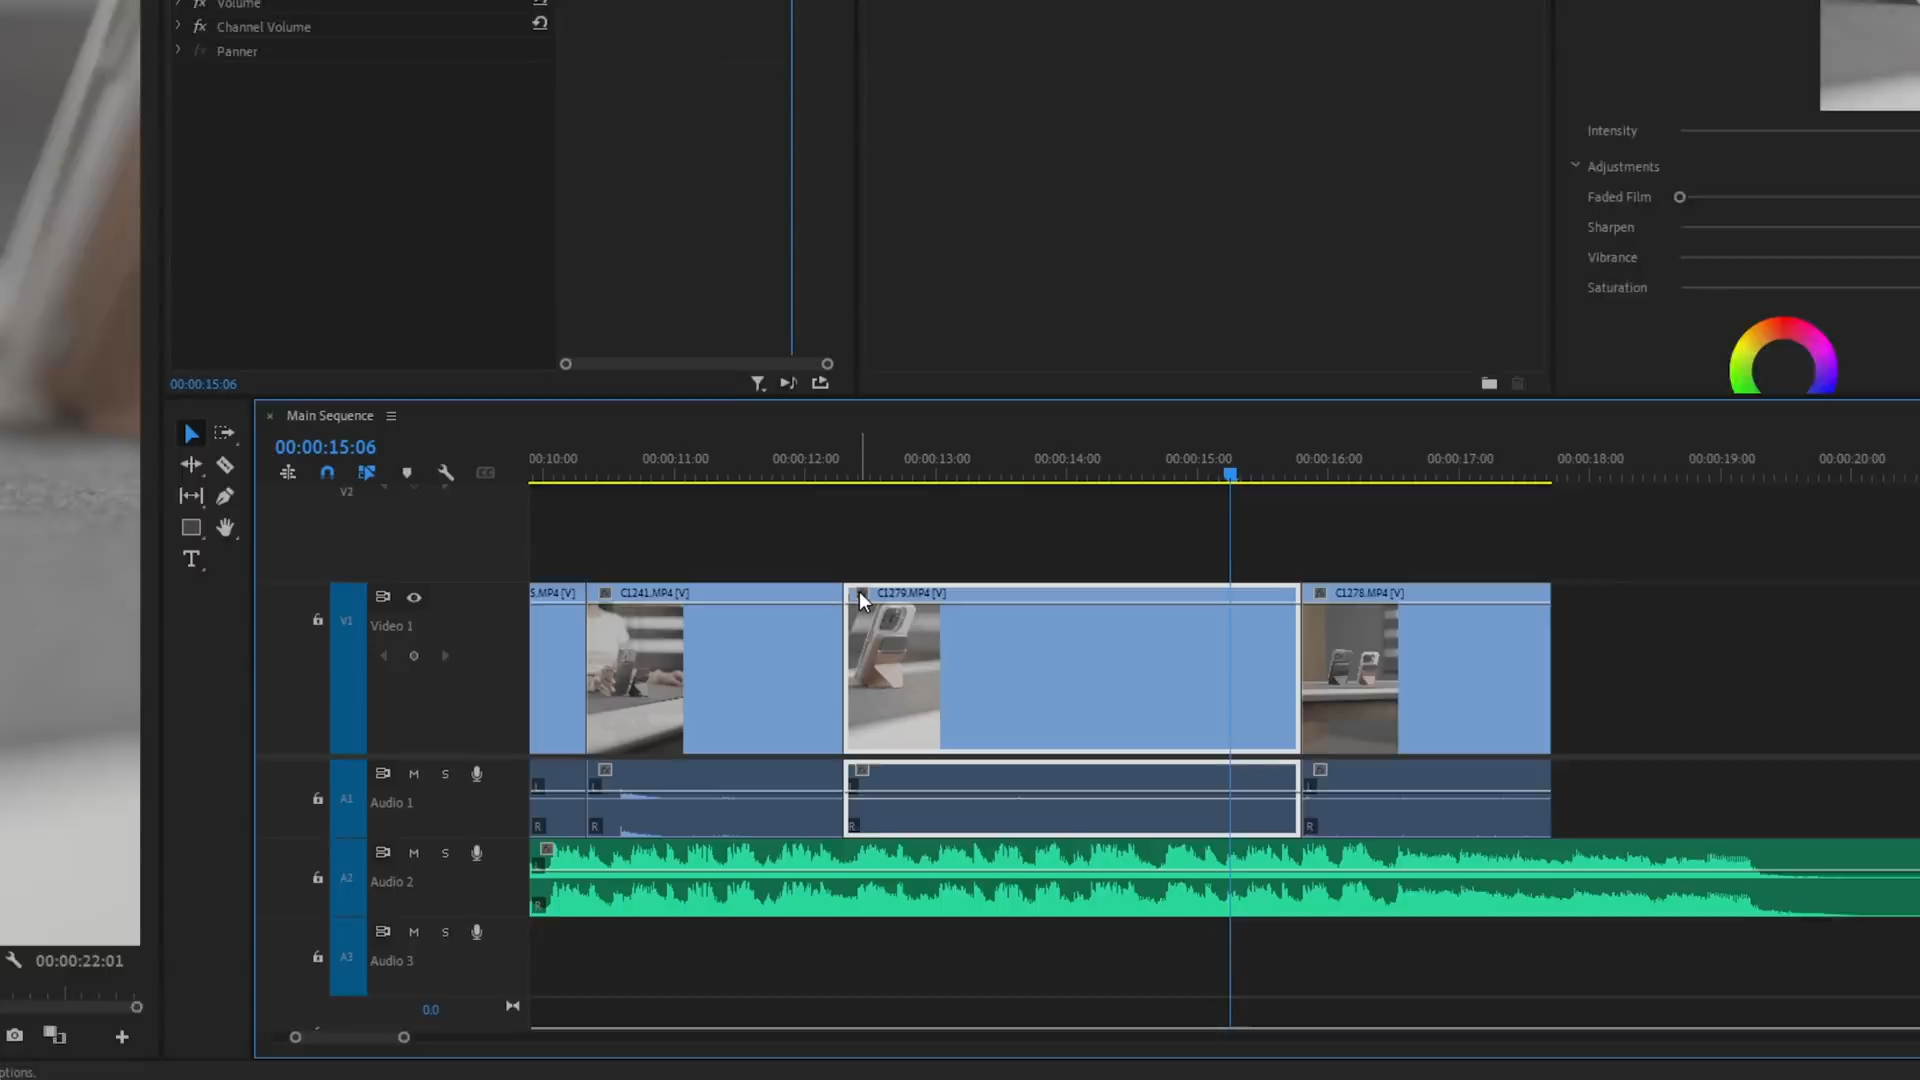 fx Volume
fx Channel Volume
fx Panner
Intensity
Adjustments
Faded Film
Sharpen
Vibrance
Saturation
00:00:15:06
× Main Sequence
00:00:15:06
00:10:00 00:00:11:00 00:00:12:00 00:00:13:00 00:00:14:00 00:00:15:00 00:00:16:00 00:00:17:00 00:00:18:00 00:00:19:00 00:00:20:00
CC
V2
T
S.MP4 [V] C1241.MP4 [V] C1279.MP4 [V] C1278.MP4 [V]
V1 Video 1
M S
A1 Audio 1
L L L
R R R R
M S
A2 Audio 2
L
R
M S
A3 Audio 3
00:00:22:01
0.0
ptions.